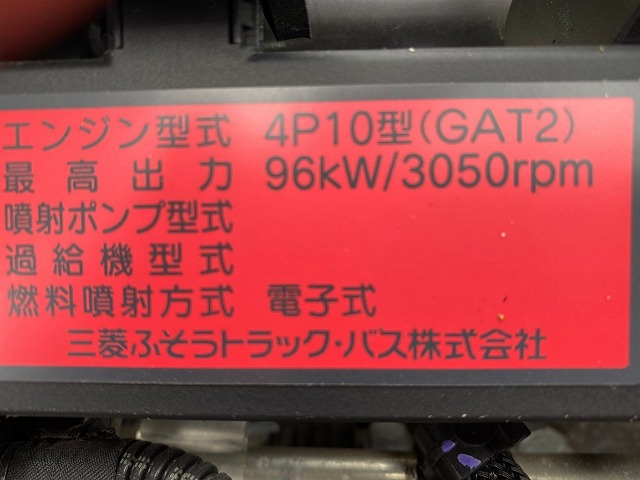 エンジン型式 4P10型(GAT2)
最高出力 96kW/3050rpm
噴射ポンプ型式
過給機型式
燃料噴射方式 電子式
三菱ふそうトラック・バス株式会社